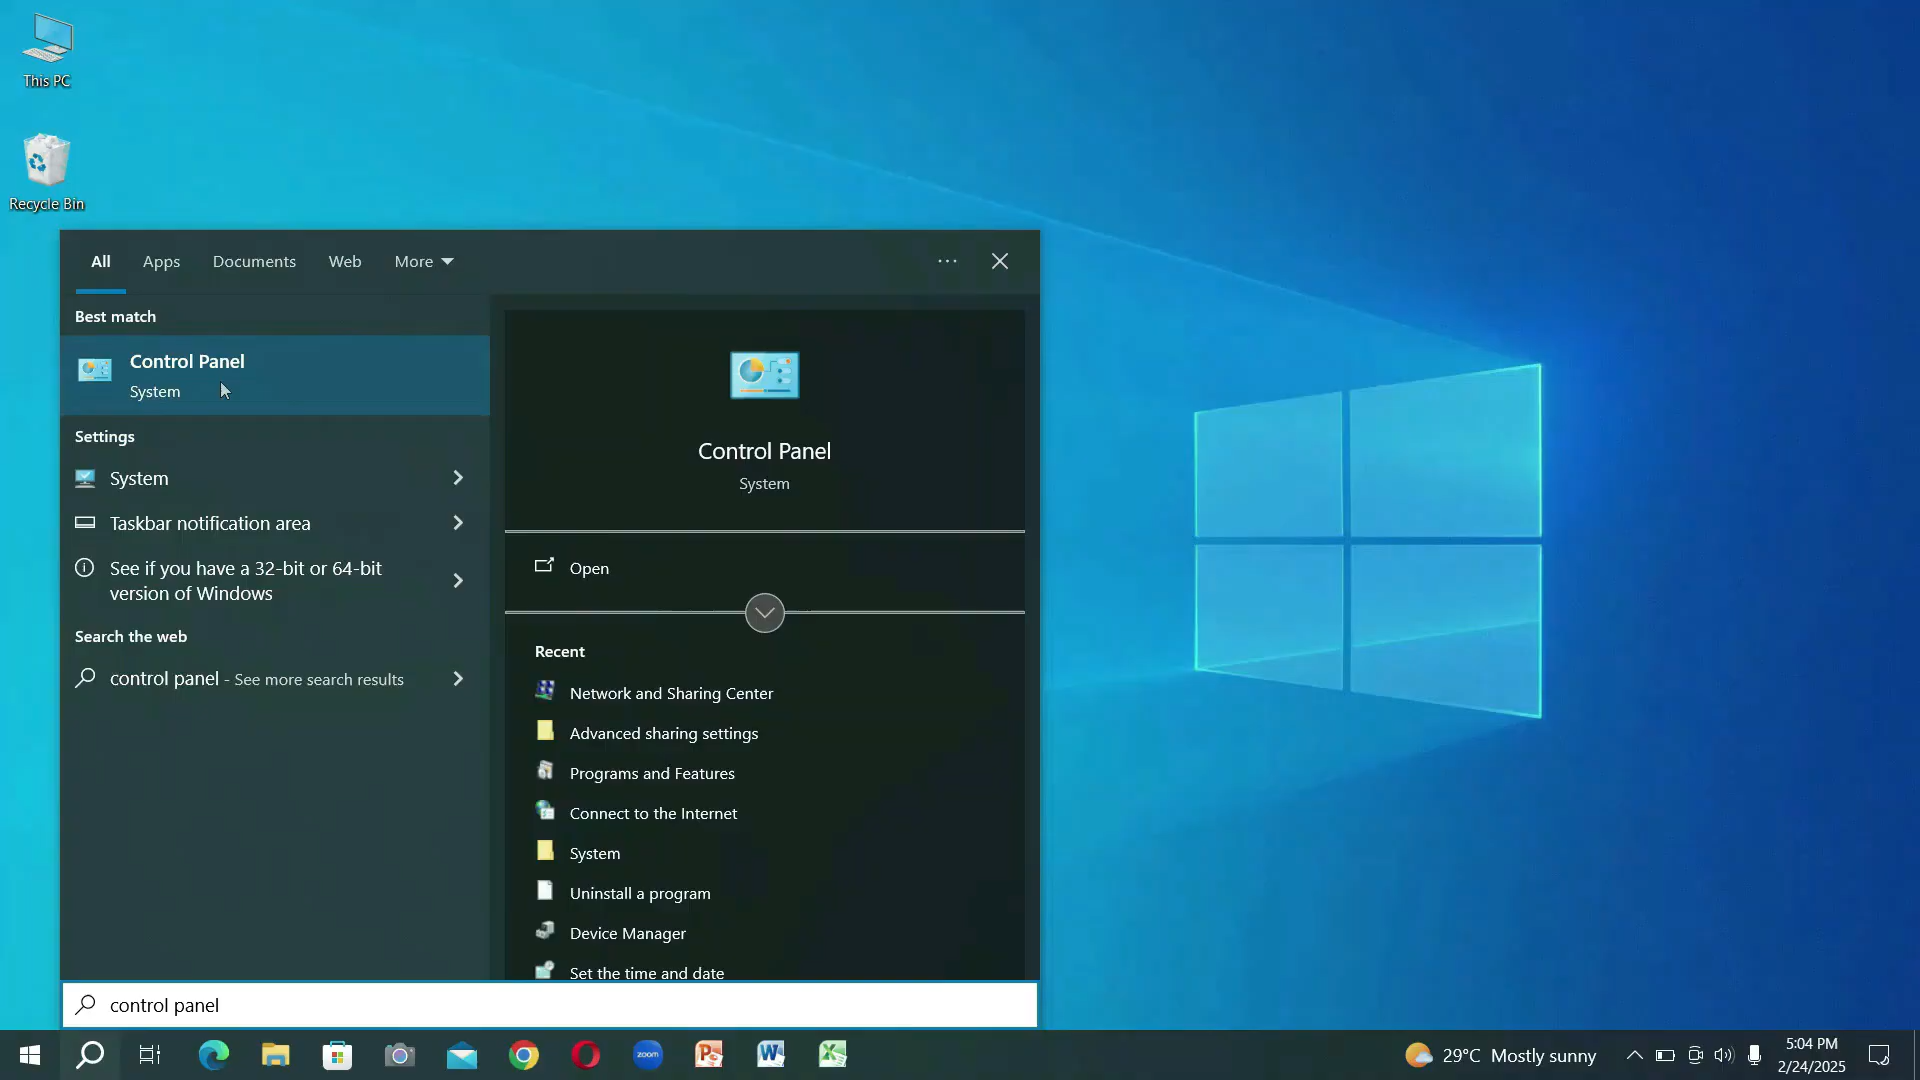 This PC
Recycle Bin
All
Apps
Documents
Web
More
Best match
Control Panel
System
Settings
System
Taskbar notification area
See if you have a 32-bit or 64-bit
version of Windows
Search the web
control panel - See more search results
Control Panel
System
Open
Recent
Network and Sharing Center
Advanced sharing settings
Programs and Features
Connect to the Internet
System
Uninstall a program
Device Manager
Set the time and date
control panel
zoom
29°C Mostly sunny
5:04 PM
2/24/2025